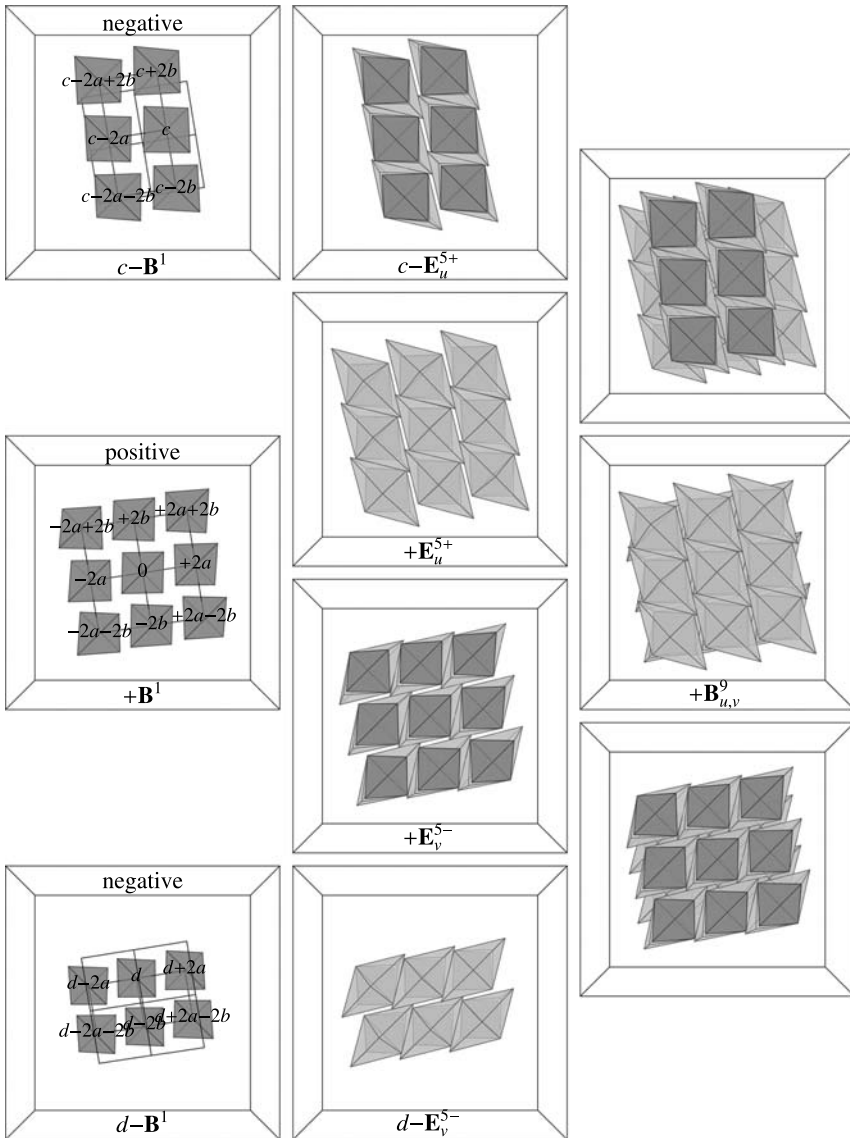 negative
c−2a+2b
c+2b
c−2a
c
c−2a−2b
c−2b
c−B¹
c−E_u^{5+}
+E_u^{5+}
positive
−2a+2b
+2b
+2a+2b
−2a
0
+2a
−2a−2b
−2b
+2a−2b
+B¹
+B_{u,v}^9
+E_v^{5−}
negative
d−2a
d
d+2a
d−2a−2b
d−2b
d+2a−2b
d−B¹
d−E_v^{5−}